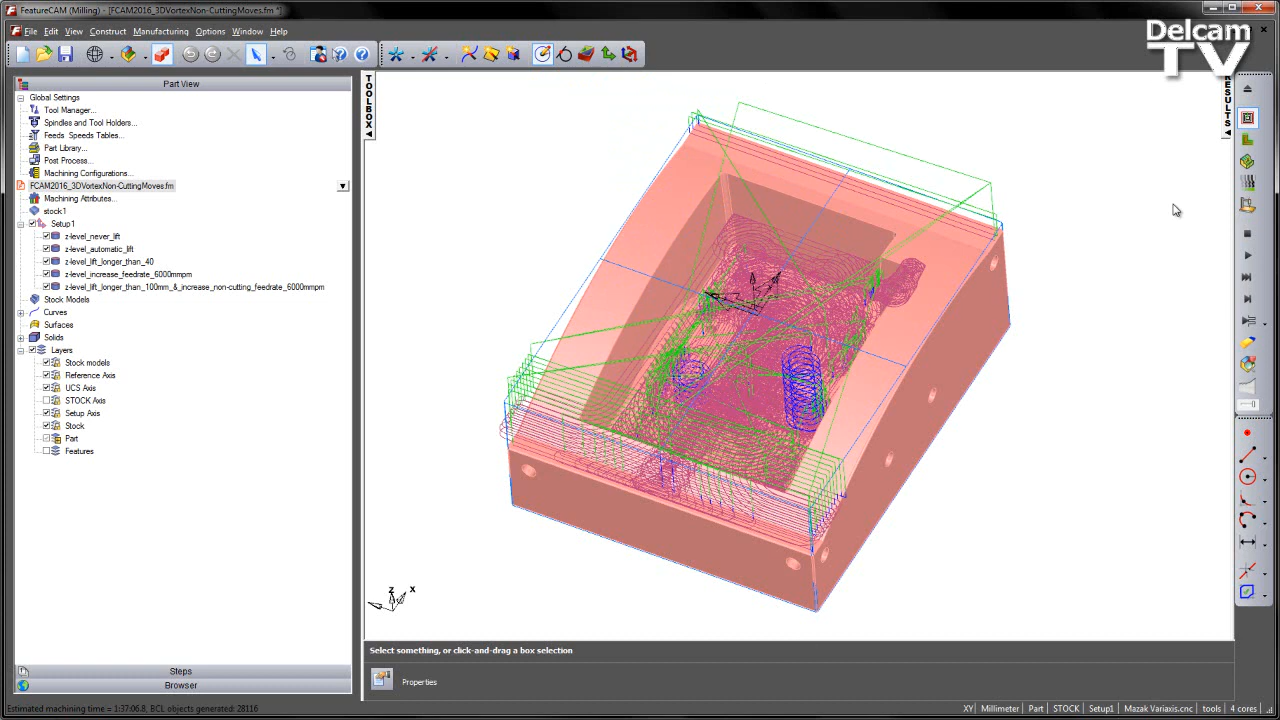 FeatureCAM (Milling) - [FCAM2016_3DVortexNon-CuttingMoves.fm *]
File Edit View Construct Manufacturing Options Window Help
Delcam
TV
Part View
TOOLBOX
RESULTS
Global Settings
Tool Manager...
Spindles and Tool Holders...
Feeds Speeds Tables...
Part Library...
Post Process...
Machining Configurations...
FCAM2016_3DVortexNon-CuttingMoves.fm
Machining Attributes...
stock1
Setup1
z-level_never_lift
z-level_automatic_lift
z-level_lift_longer_than_40
z-level_increase_feedrate_6000mmpm
z-level_lift_longer_than_100mm_&_increase_non-cutting_feedrate_6000mmpm
Stock Models
Curves
Surfaces
Solids
Layers
Stock models
Reference Axis
UCS Axis
STOCK Axis
Setup Axis
Stock
Part
Features
z x
Select something, or click-and-drag a box selection
Steps
Properties
Browser
Estimated machining time = 1:37:06.8, BCL objects generated: 28116
XY Millimeter Part STOCK Setup1 Mazak Variaxis.cnc tools 4 cores